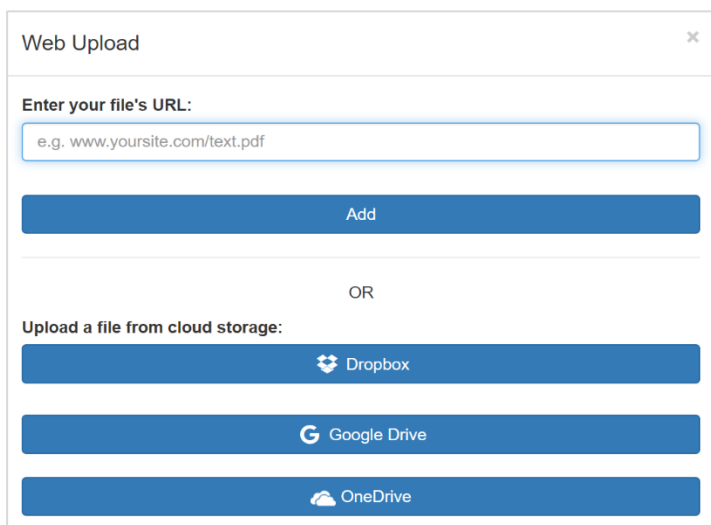 Web Upload ×
Enter your file's URL:
e.g. www.yoursite.com/text.pdf
Add
OR
Upload a file from cloud storage:
Dropbox
Google Drive
OneDrive